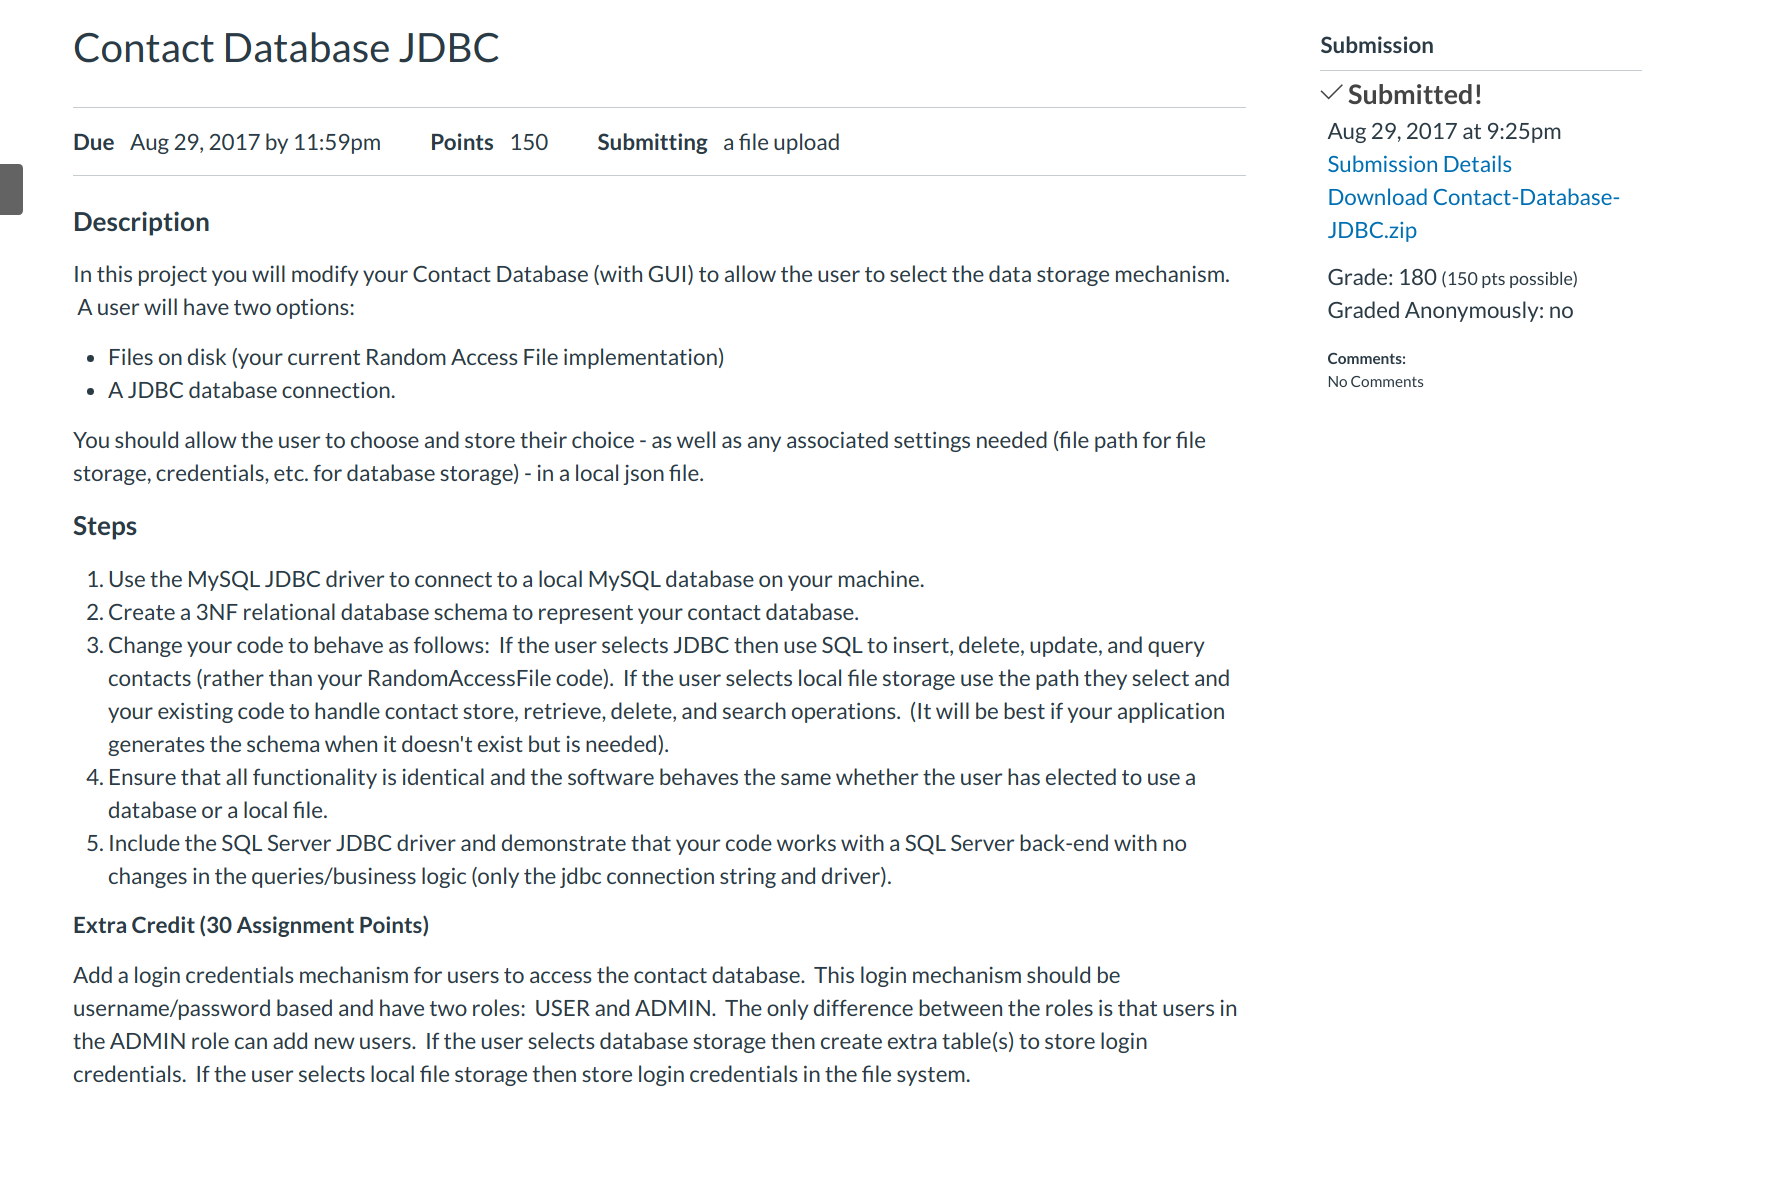 Contact Database JDBC
Due Aug 29, 2017 by 11:59pm Points 150 Submitting a file upload
Description
In this project you will modify your Contact Database (with GUI) to allow the user to select the data storage mechanism.
A user will have two options:
• Files on disk (your current Random Access File implementation)
• A JDBC database connection.
You should allow the user to choose and store their choice - as well as any associated settings needed (file path for file
storage, credentials, etc. for database storage) - in a local json file.
Steps
1. Use the MySQL JDBC driver to connect to a local MySQL database on your machine.
2. Create a 3NF relational database schema to represent your contact database.
3. Change your code to behave as follows:  If the user selects JDBC then use SQL to insert, delete, update, and query
contacts (rather than your RandomAccessFile code).  If the user selects local file storage use the path they select and
your existing code to handle contact store, retrieve, delete, and search operations.  (It will be best if your application
generates the schema when it doesn't exist but is needed).
4. Ensure that all functionality is identical and the software behaves the same whether the user has elected to use a
database or a local file.
5. Include the SQL Server JDBC driver and demonstrate that your code works with a SQL Server back-end with no
changes in the queries/business logic (only the jdbc connection string and driver).
Extra Credit (30 Assignment Points)
Add a login credentials mechanism for users to access the contact database.  This login mechanism should be
username/password based and have two roles:  USER and ADMIN.  The only difference between the roles is that users in
the ADMIN role can add new users.  If the user selects database storage then create extra table(s) to store login
credentials.  If the user selects local file storage then store login credentials in the file system.
Submission
✓ Submitted!
Aug 29, 2017 at 9:25pm
Submission Details
Download Contact-Database-
JDBC.zip
Grade: 180 (150 pts possible)
Graded Anonymously: no
Comments:
No Comments